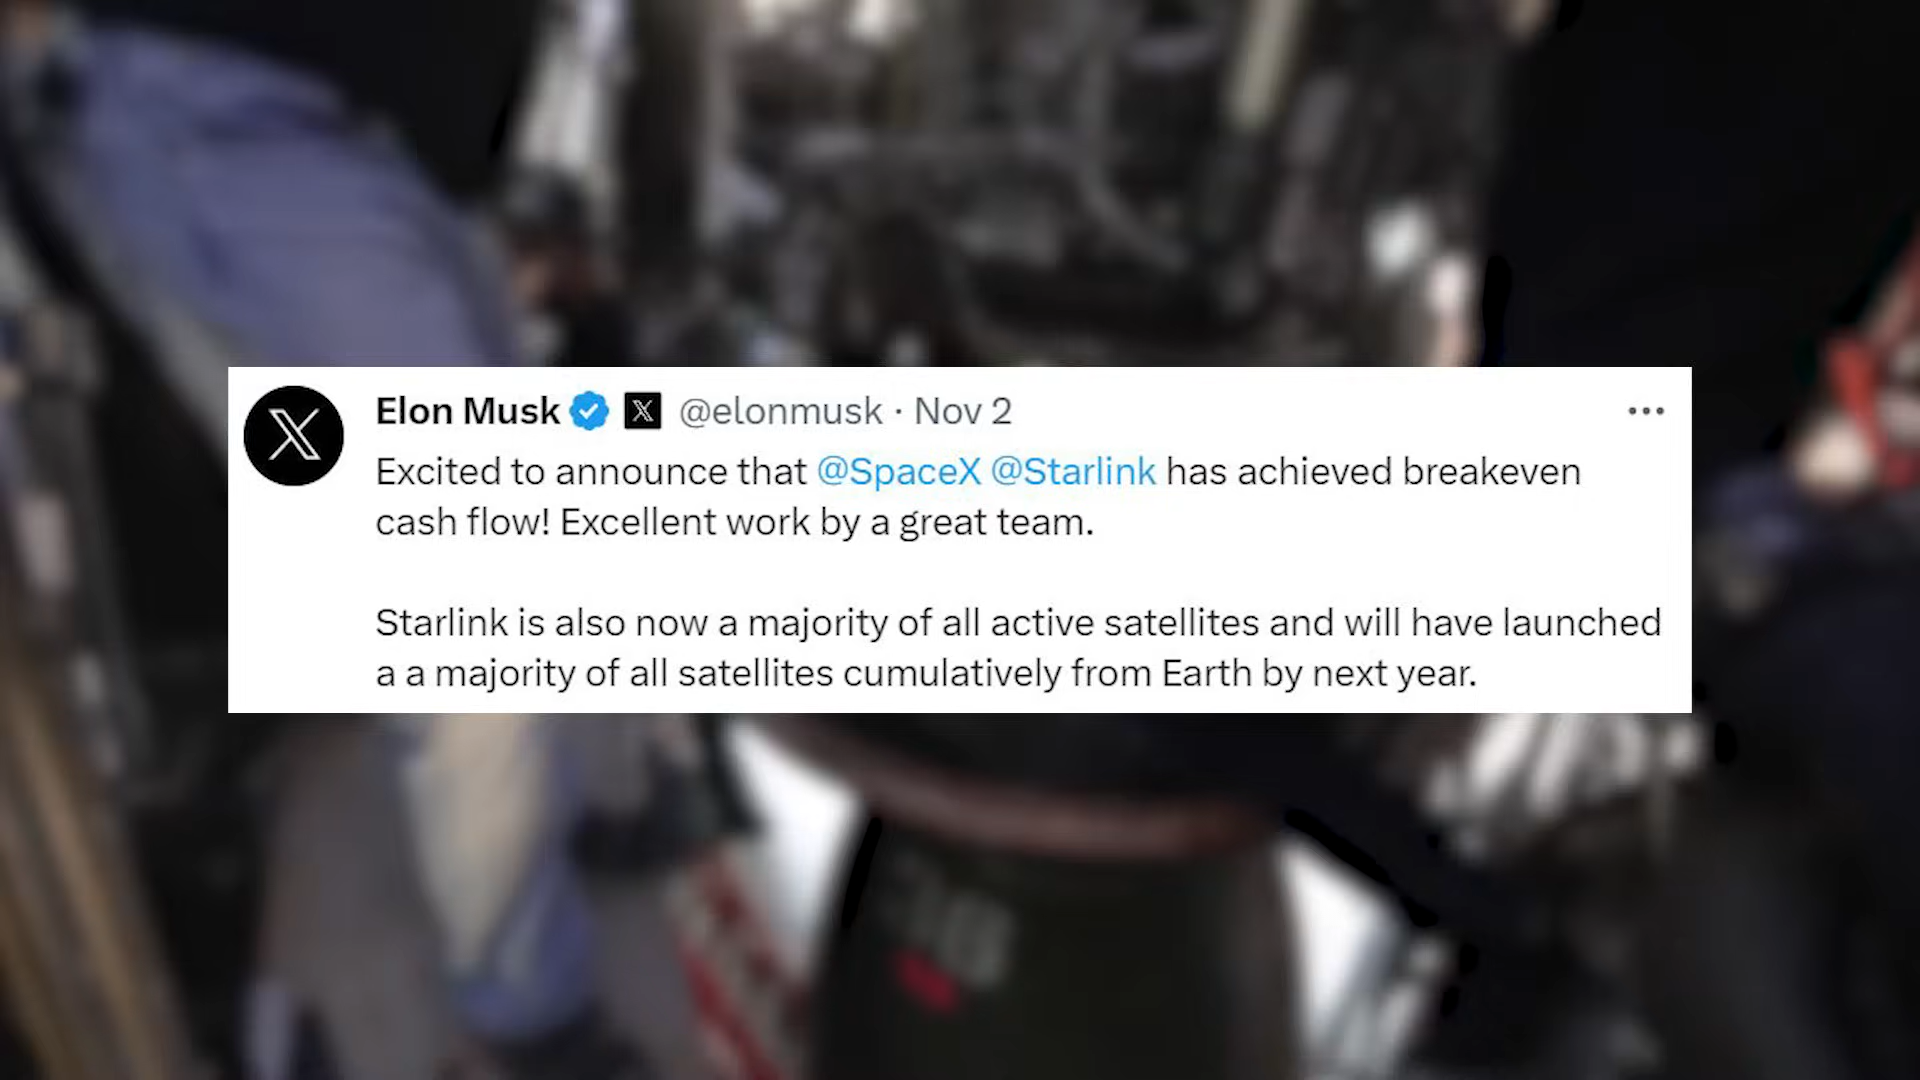 Elon Musk @elonmusk · Nov 2
Excited to announce that @SpaceX @Starlink has achieved breakeven
cash flow! Excellent work by a great team.
Starlink is also now a majority of all active satellites and will have launched
a a majority of all satellites cumulatively from Earth by next year.